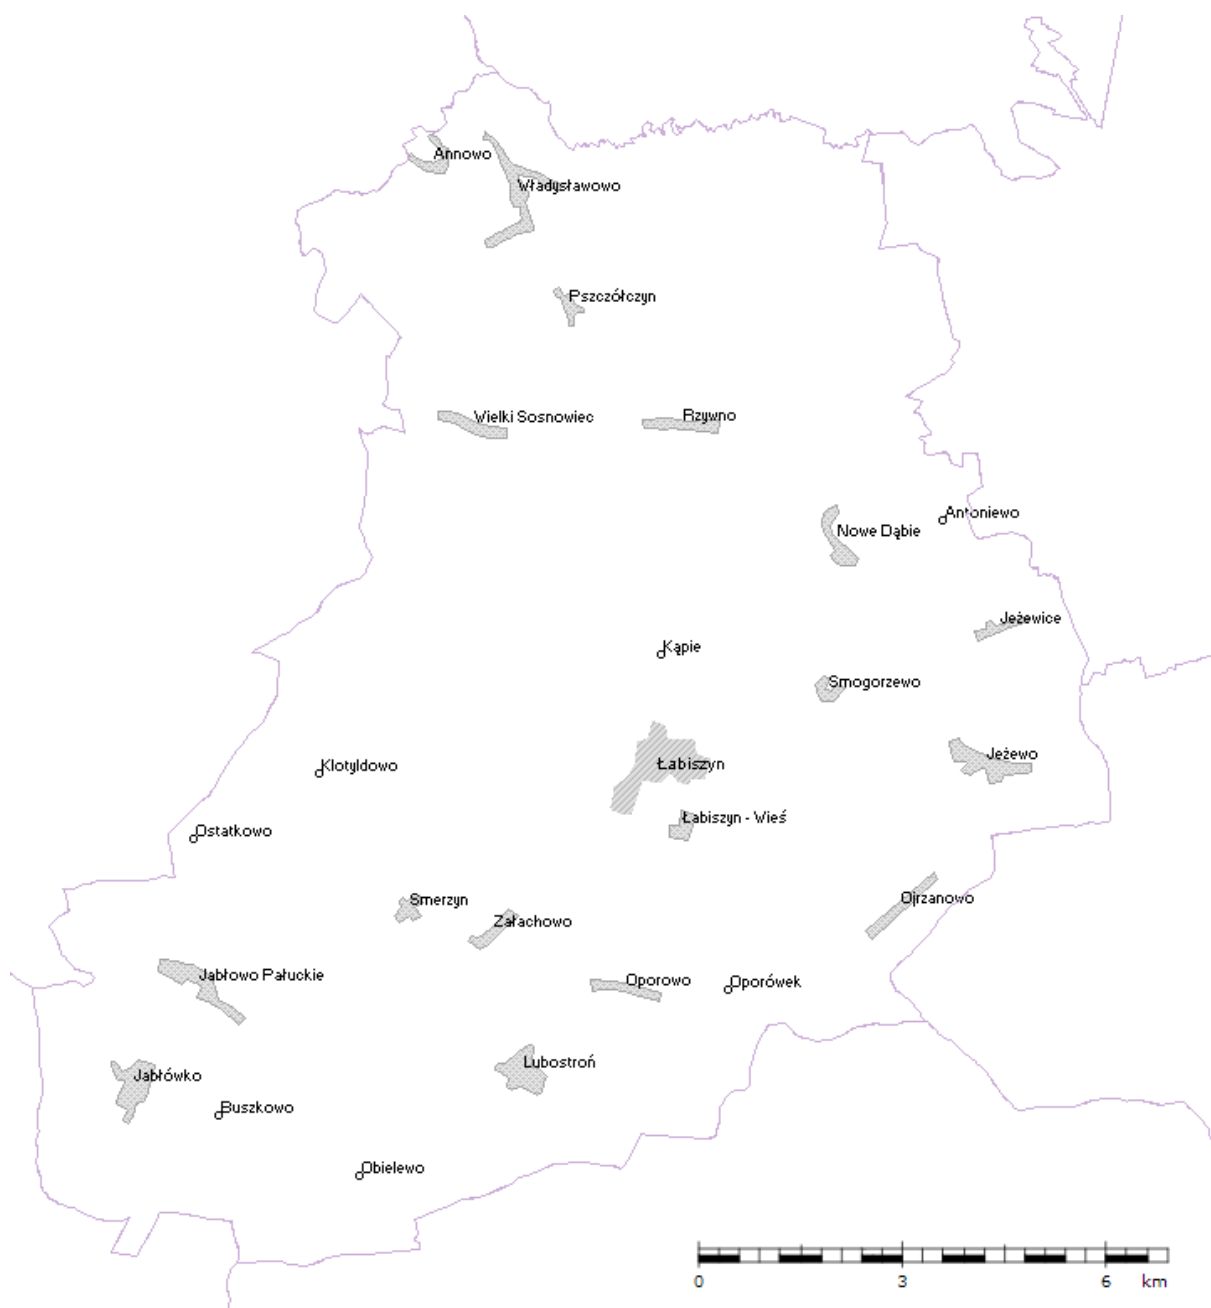 Annowo
Władysławowo
Pszczółczyn
Wielki Sosnowiec
Rzywno
Antoniewo
Nowe Dąbie
Jeżewice
Kąpie
Smogorzewo
Jeżewo
Łabiszyn
Klotyldowo
Łabiszyn - Wieś
Ostatkowo
Smerzyn
Ojrzanowo
Załachowo
Jabłowo Pałuckie
Oporowo
Oporówek
Lubostroń
Jabłówko
Buszkowo
Obielewo
0 3 6 km